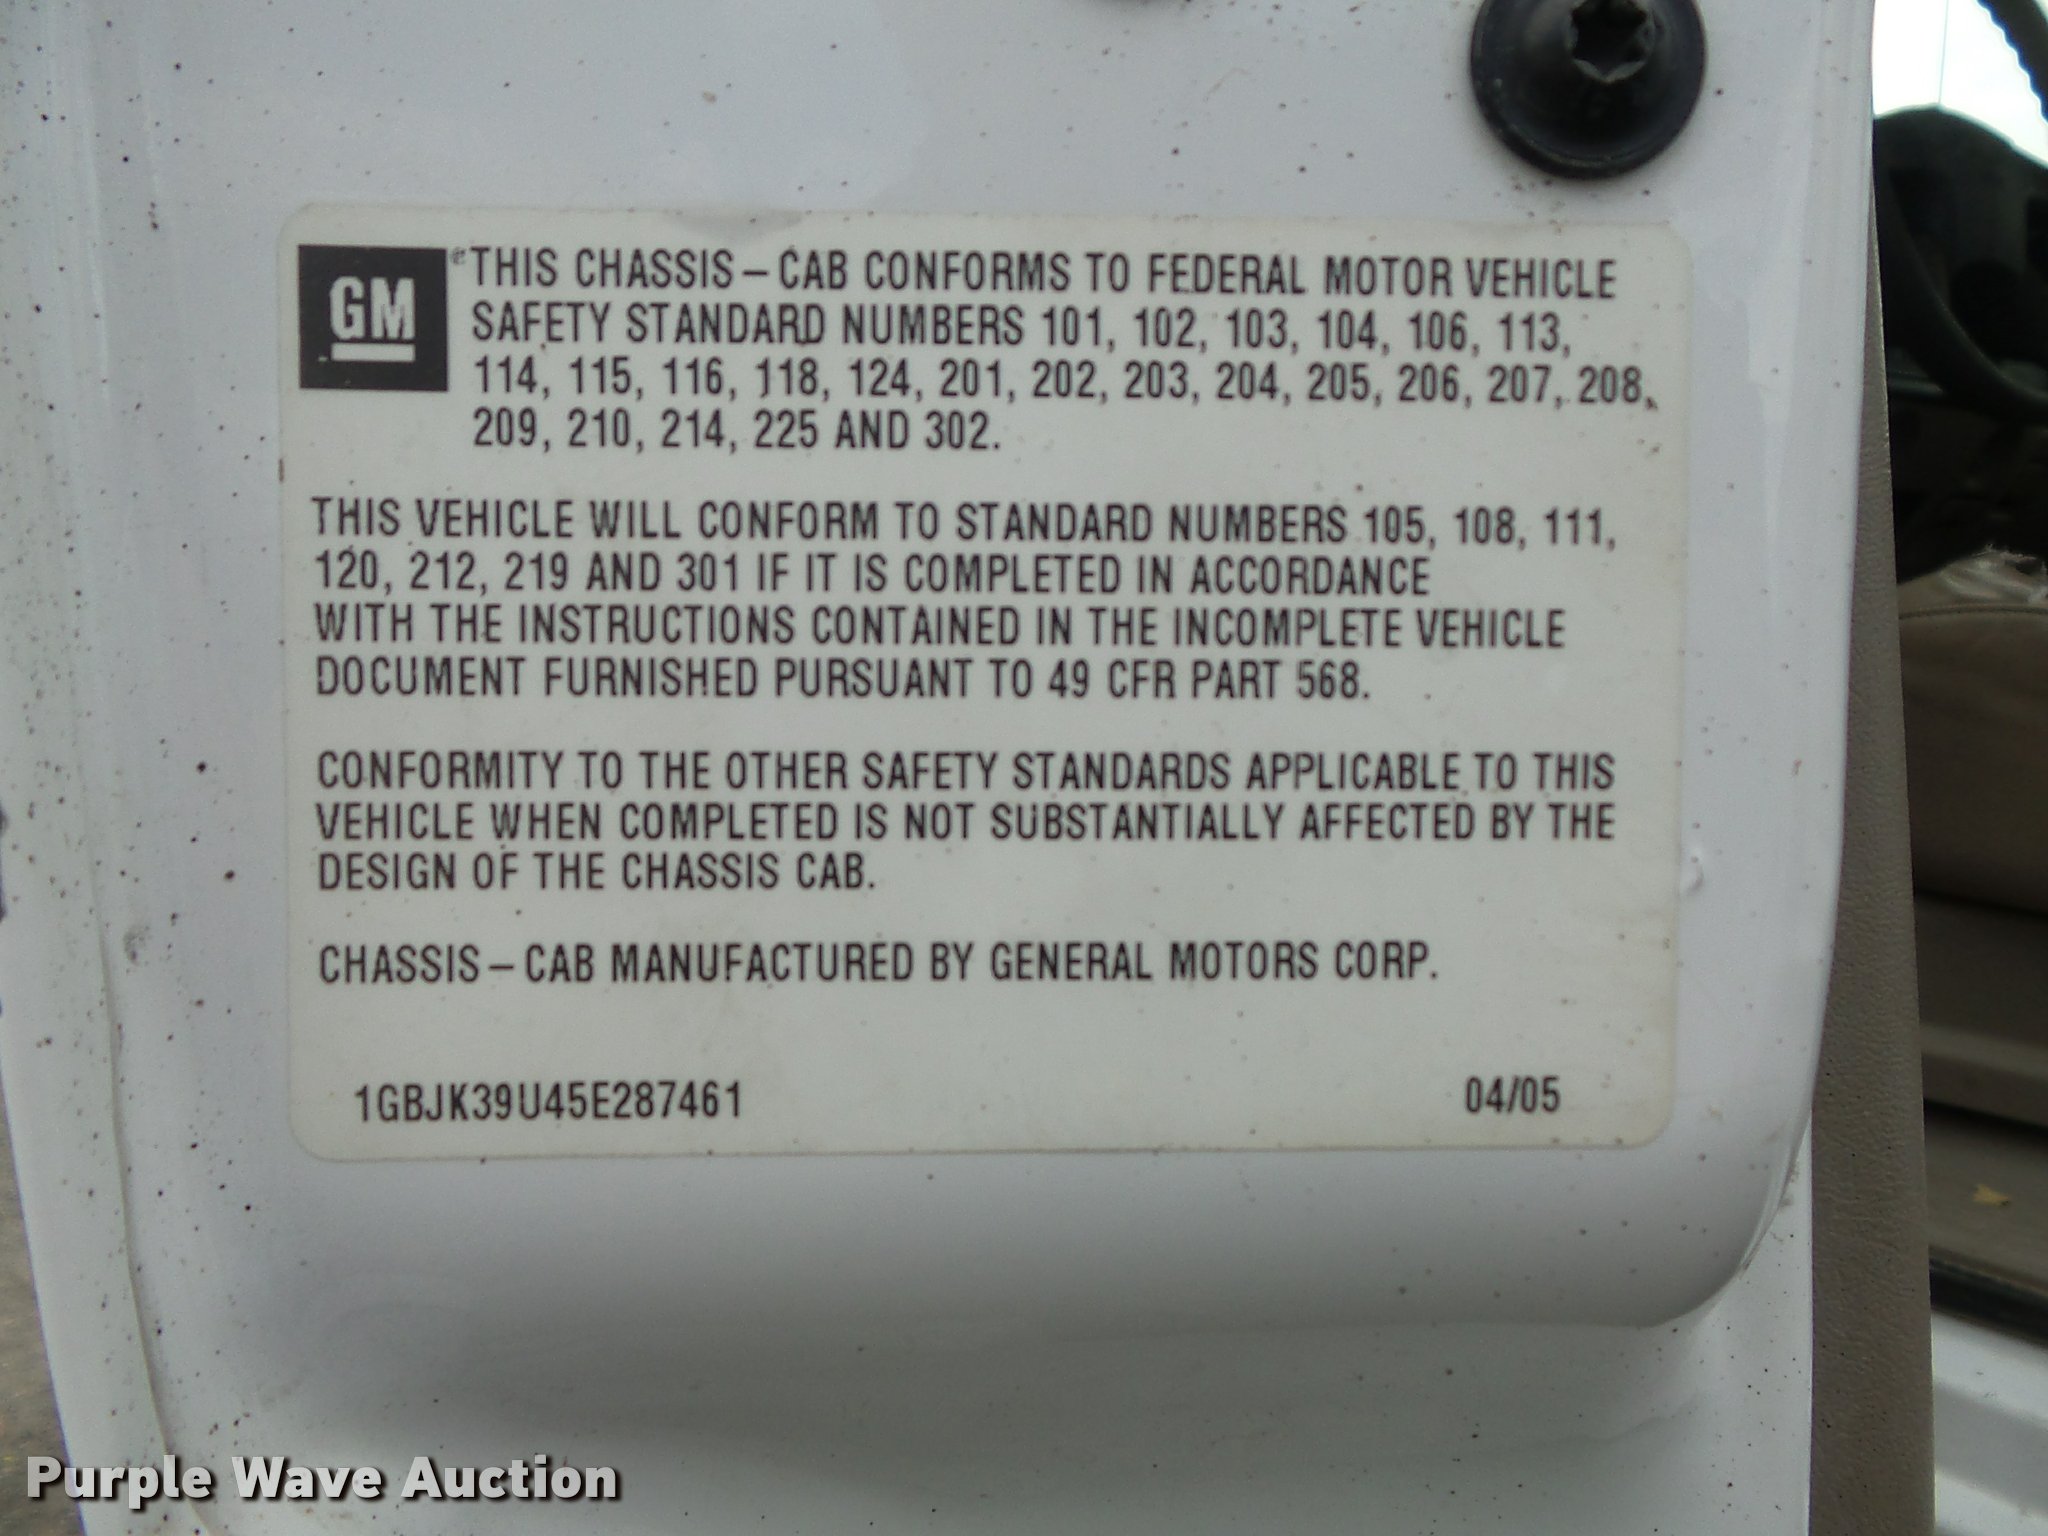 GM
THIS CHASSIS – CAB CONFORMS TO FEDERAL MOTOR VEHICLE
SAFETY STANDARD NUMBERS 101, 102, 103, 104, 106, 113,
114, 115, 116, 118, 124, 201, 202, 203, 204, 205, 206, 207, 208,
209, 210, 214, 225 AND 302.
THIS VEHICLE WILL CONFORM TO STANDARD NUMBERS 105, 108, 111,
120, 212, 219 AND 301 IF IT IS COMPLETED IN ACCORDANCE
WITH THE INSTRUCTIONS CONTAINED IN THE INCOMPLETE VEHICLE
DOCUMENT FURNISHED PURSUANT TO 49 CFR PART 568.
CONFORMITY TO THE OTHER SAFETY STANDARDS APPLICABLE TO THIS
VEHICLE WHEN COMPLETED IS NOT SUBSTANTIALLY AFFECTED BY THE
DESIGN OF THE CHASSIS CAB.
CHASSIS – CAB MANUFACTURED BY GENERAL MOTORS CORP.
1GBJK39U45E287461 04/05
Purple Wave Auction